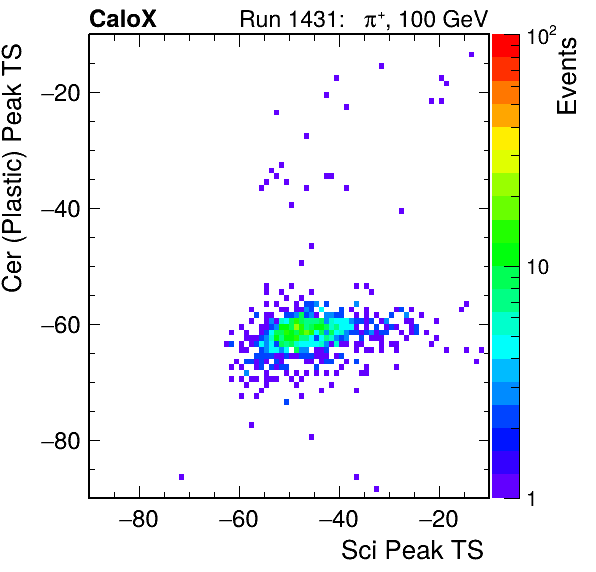 CaloX Run 1431: π⁺, 100 GeV
Cer (Plastic) Peak TS
−20
−40
−60
−80
−80 −60 −40 −20
Sci Peak TS
10²
10
1
Events